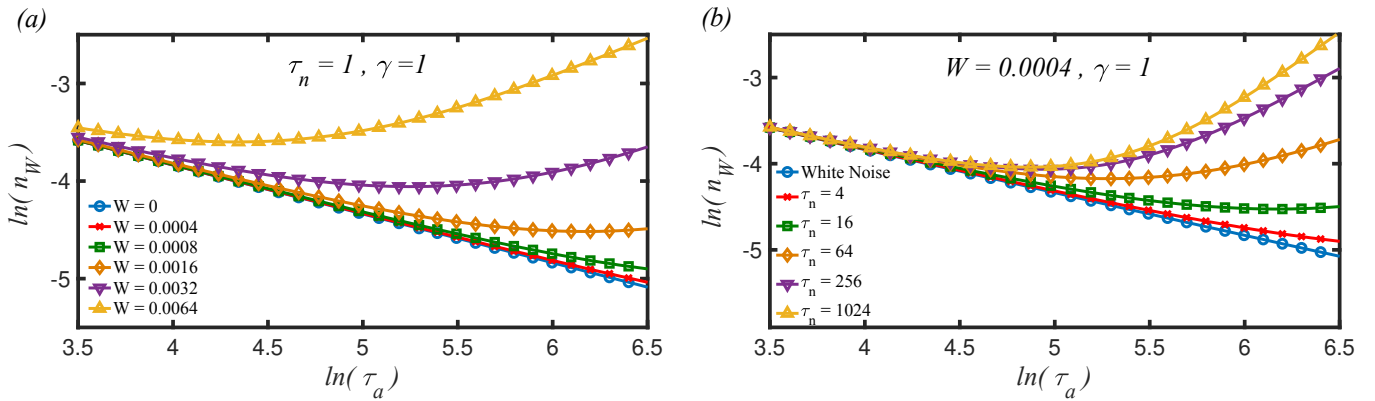 (a)
τn = 1 , γ =1
ln( nW )
-3
-4
-5
W = 0
W = 0.0004
W = 0.0008
W = 0.0016
W = 0.0032
W = 0.0064
3.5 4 4.5 5 5.5 6 6.5
ln( τa )
(b)
W = 0.0004 , γ = 1
ln( nW )
-3
-4
-5
White Noise
τn = 4
τn = 16
τn = 64
τn = 256
τn = 1024
3.5 4 4.5 5 5.5 6 6.5
ln( τa )